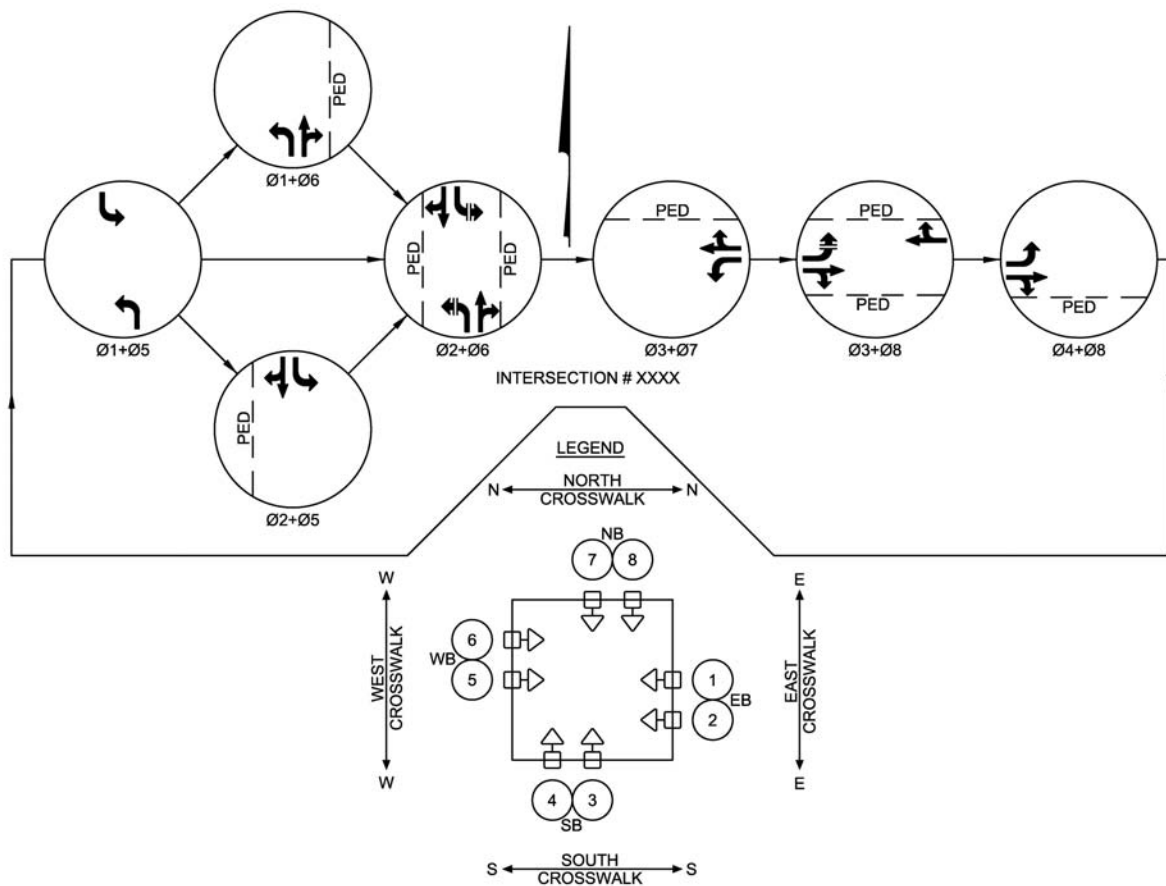 PED
Ø1+Ø6
Ø1+Ø5
PED
PED
Ø2+Ø6
PED
Ø3+Ø7
PED
PED
Ø3+Ø8
PED
Ø4+Ø8
INTERSECTION # XXXX
PED
Ø2+Ø5
LEGEND
N
NORTH
CROSSWALK
N
NB
7
8
W
WEST
CROSSWALK
W
6
WB
5
1
EB
2
E
EAST
CROSSWALK
E
4
3
SB
S
SOUTH
CROSSWALK
S